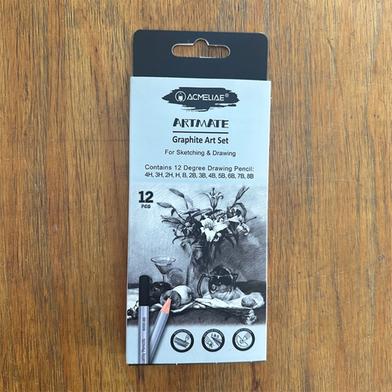 ACMELIAE®
ARTMATE
Graphite Art Set
For Sketching & Drawing
Contains 12 Degree Drawing Pencil:
4H, 3H, 2H, H, B, 2B, 3B, 4B, 5B, 6B, 7B, 8B
12
PCS